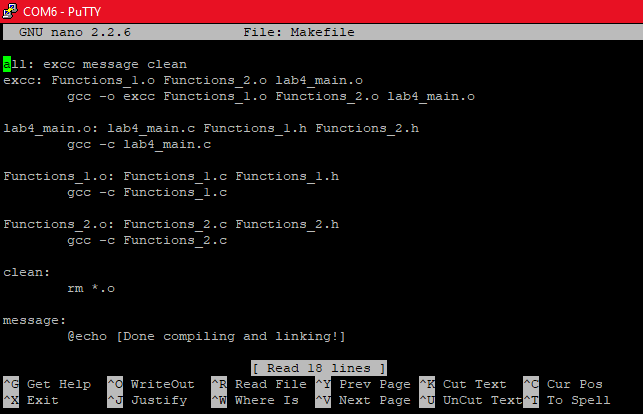 COM6 - PuTTY
GNU nano 2.2.6 File: Makefile
all: excc message clean
excc: Functions_1.o Functions_2.o lab4_main.o
gcc -o excc Functions_1.o Functions_2.o lab4_main.o
lab4_main.o: lab4_main.c Functions_1.h Functions_2.h
gcc -c lab4_main.c
Functions_1.o: Functions_1.c Functions_1.h
gcc -c Functions_1.c
Functions_2.o: Functions_2.c Functions_2.h
gcc -c Functions_2.c
clean:
rm *.o
message:
@echo [Done compiling and linking!]
[ Read 18 lines ]
^G Get Help ^O WriteOut ^R Read File ^Y Prev Page ^K Cut Text ^C Cur Pos
^X Exit ^J Justify ^W Where Is ^V Next Page ^U UnCut Text^T To Spell